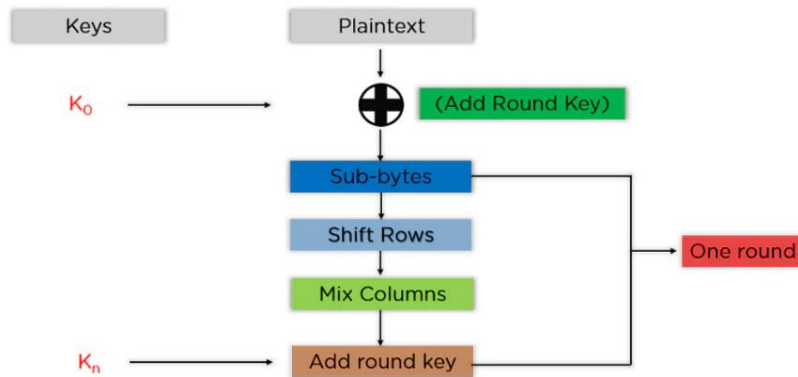 Keys
Plaintext
K₀
(Add Round Key)
Sub-bytes
Shift Rows
One round
Mix Columns
Kₙ
Add round key